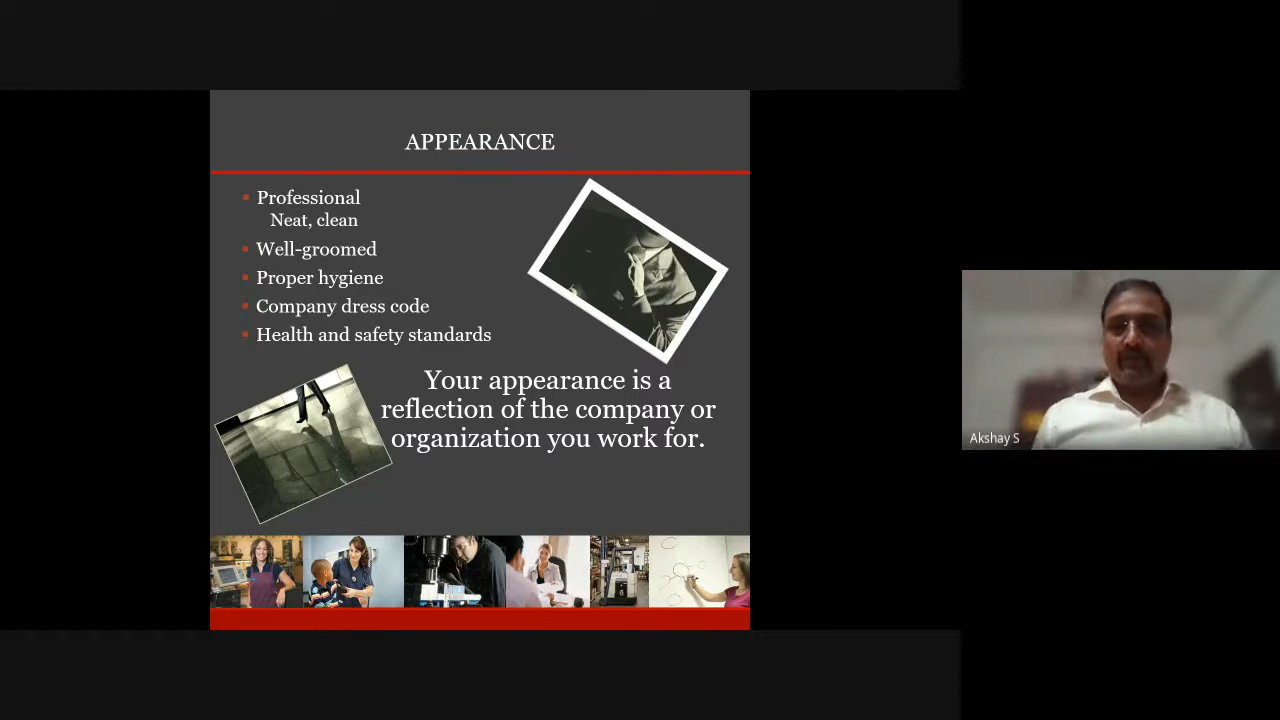 APPEARANCE
Professional
Neat, clean
Well-groomed
Proper hygiene
Company dress code
Health and safety standards
Your appearance is a
reflection of the company or
organization you work for.
Akshay S